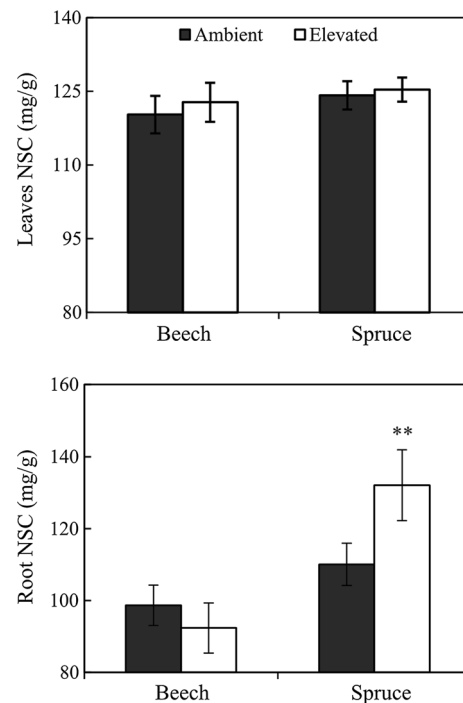 Ambient Elevated
Leaves NSC (mg/g)
140
125
110
95
80
Beech Spruce
Root NSC (mg/g)
160
140
120
100
80
**
Beech Spruce